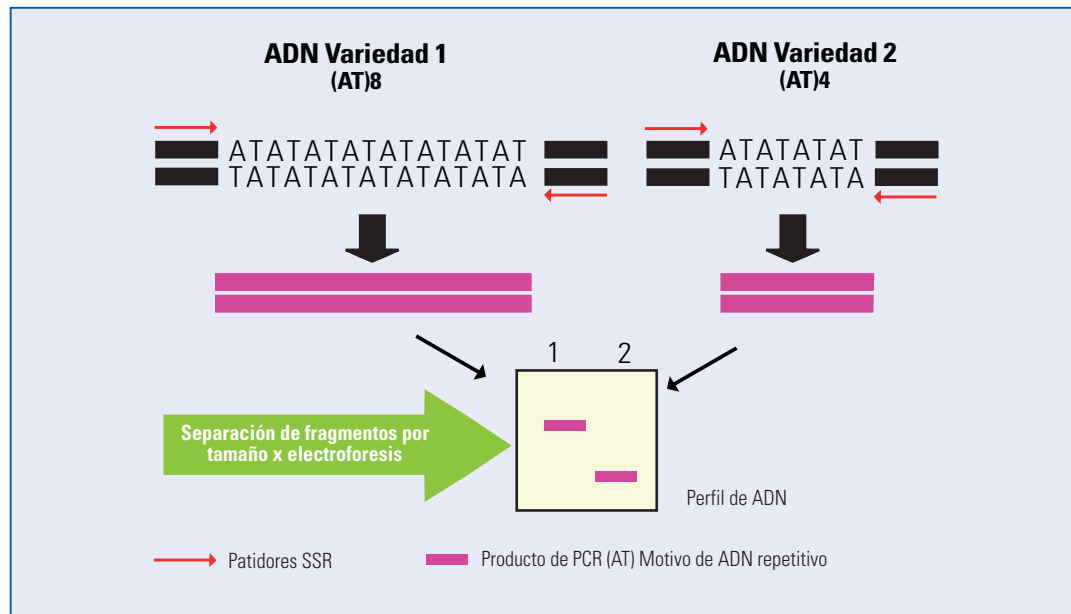 ADN Variedad 1
(AT)8
ADN Variedad 2
(AT)4
ATATATATATATATAT
TATATATATATATATA
ATATATAT
TATATATA
1 2
Separación de fragmentos por
tamaño x electroforesis
Perfil de ADN
Patidores SSR
Producto de PCR (AT) Motivo de ADN repetitivo